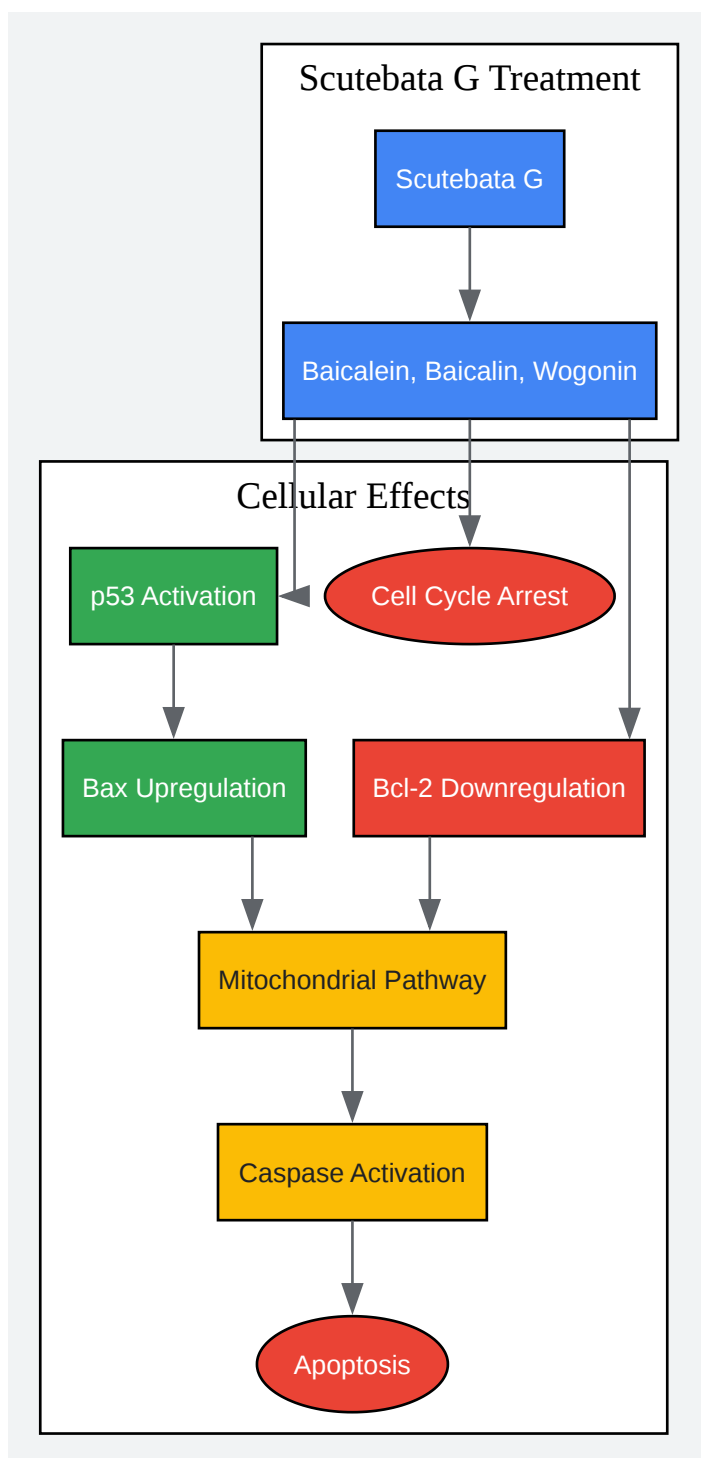 Scutebata G Treatment
Scutebata G
Baicalein, Baicalin, Wogonin
Cellular Effects
p53 Activation
Cell Cycle Arrest
Bax Upregulation
Bcl-2 Downregulation
Mitochondrial Pathway
Caspase Activation
Apoptosis